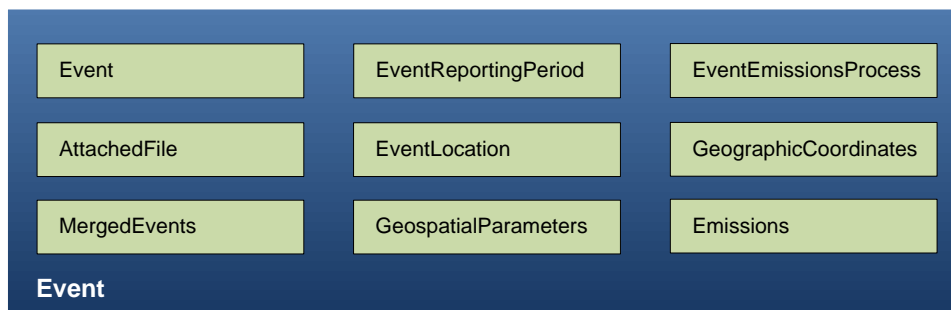 Event
EventReportingPeriod
EventEmissionsProcess
AttachedFile
EventLocation
GeographicCoordinates
MergedEvents
GeospatialParameters
Emissions
Event